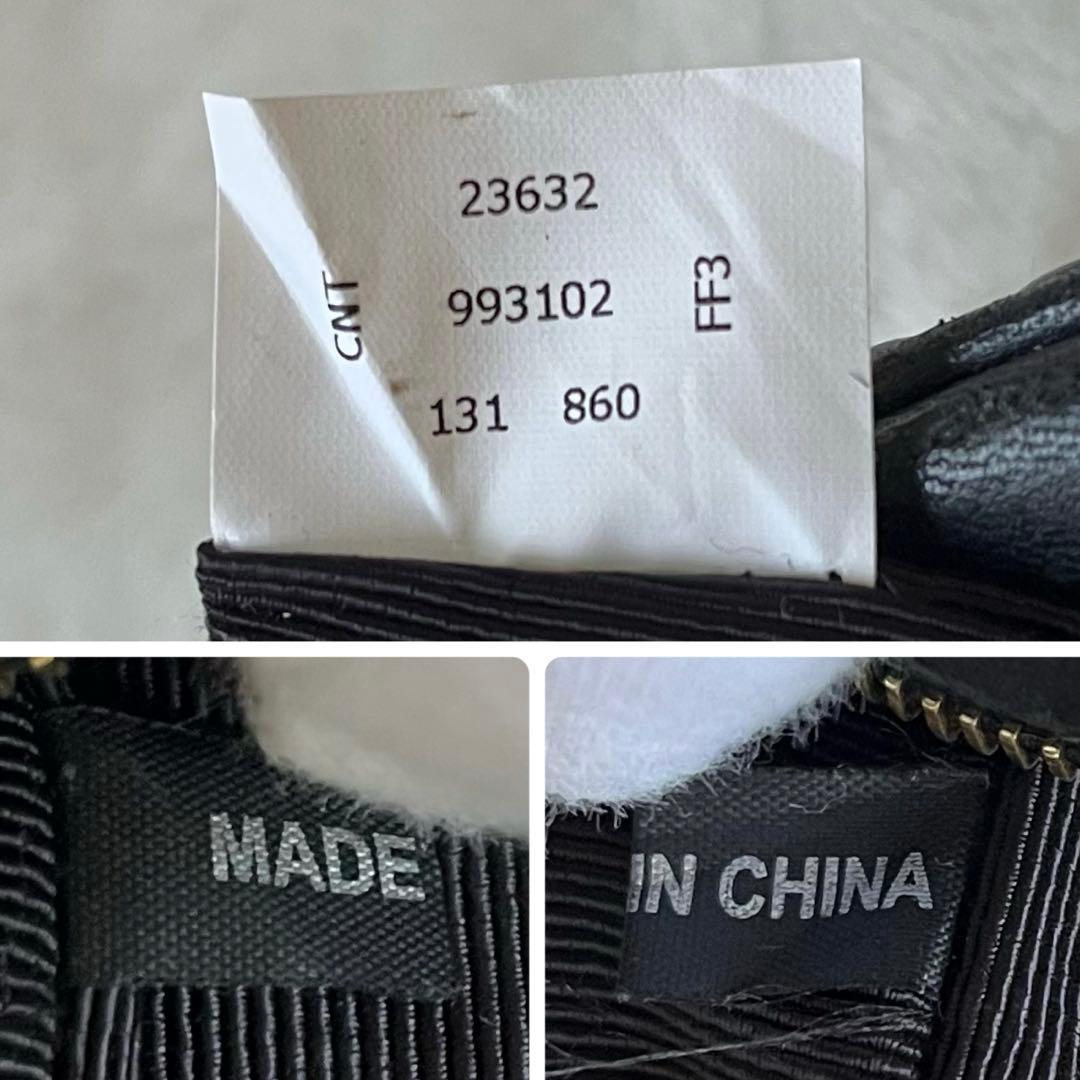 23632
CNT
993102
FF3
131 860
MADE
IN CHINA